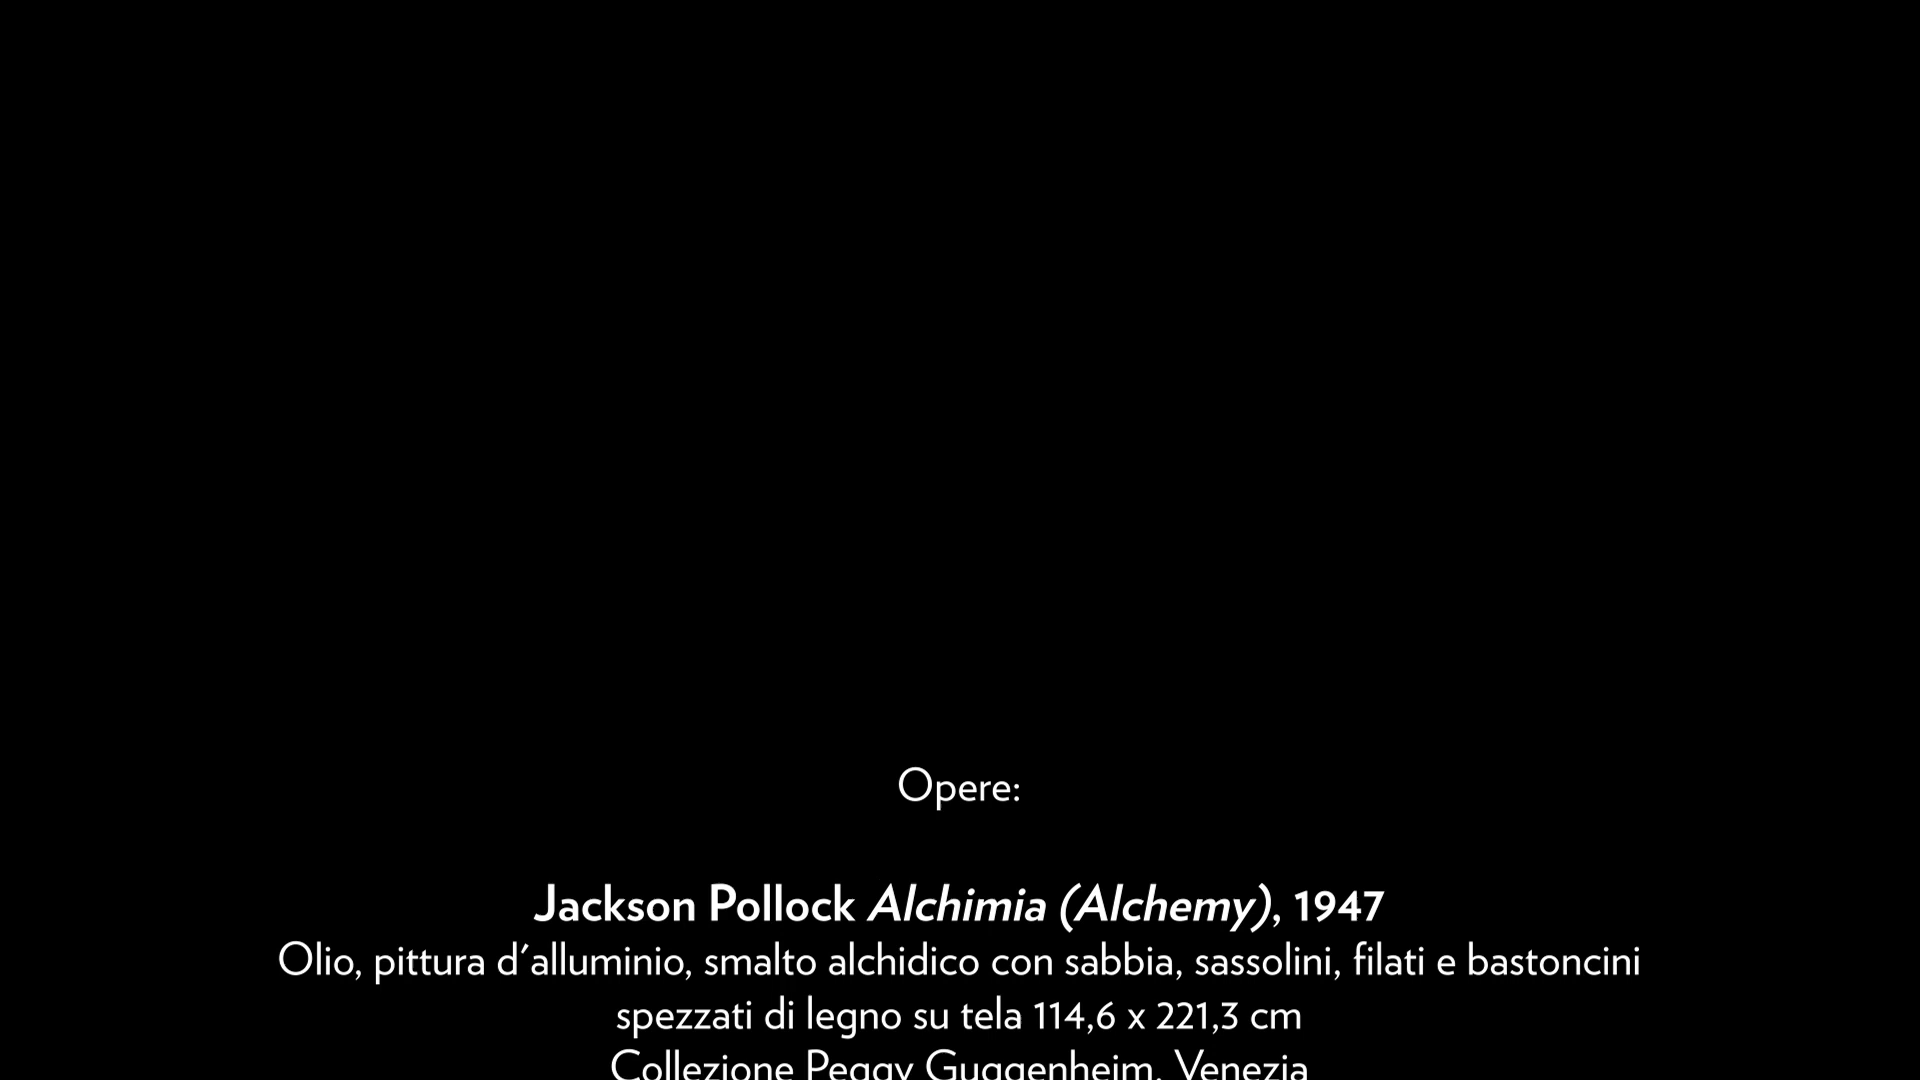 Opere:
Jackson Pollock Alchimia (Alchemy), 1947
Olio, pittura d'alluminio, smalto alchidico con sabbia, sassolini, filati e bastoncini
spezzati di legno su tela 114,6 x 221,3 cm
Collezione Peggy Guggenheim, Venezia